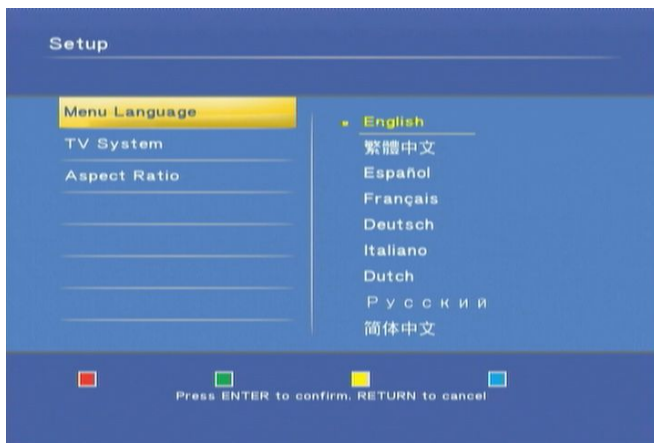 Setup
Menu Language
TV System
Aspect Ratio
English
繁體中文
Español
Français
Deutsch
Italiano
Dutch
Русский
简体中文
Press ENTER to confirm, RETURN to cancel